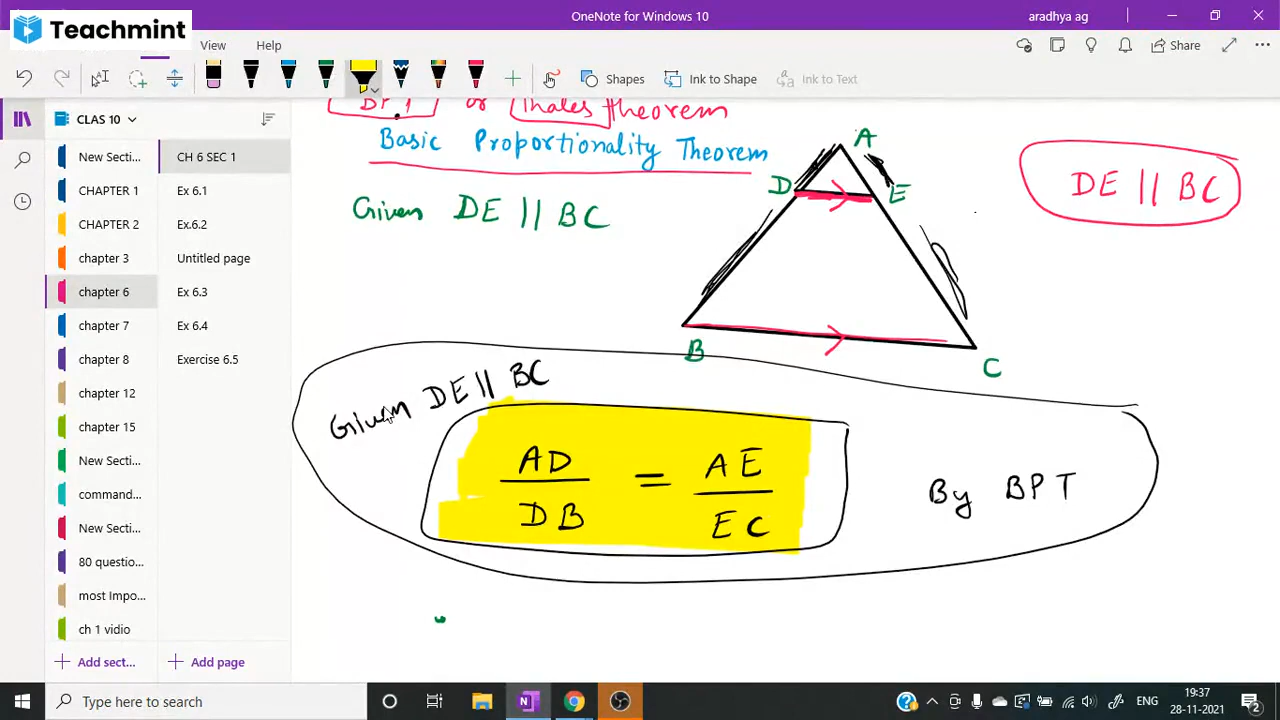 Teachmint
OneNote for Windows 10
aradhya ag
View Help
Share
Shapes
Ink to Shape
Ink to Text
CLAS 10
New Secti...
CHAPTER 1
CHAPTER 2
chapter 3
chapter 6
chapter 7
chapter 8
chapter 12
chapter 15
New Secti...
command...
New Secti...
80 questio...
most Impo...
ch 1 vidio
Add sect...
CH 6 SEC 1
Ex 6.1
Ex.6.2
Untitled page
Ex 6.3
Ex 6.4
Exercise 6.5
Add page
or Thales theorem
Basic Proportionality Theorem
Given DE || BC
A
D
E
B
C
DE || BC
Given DE || BC
AD/DB = AE/EC
By BPT
Type here to search
ENG
19:37
28-11-2021
2